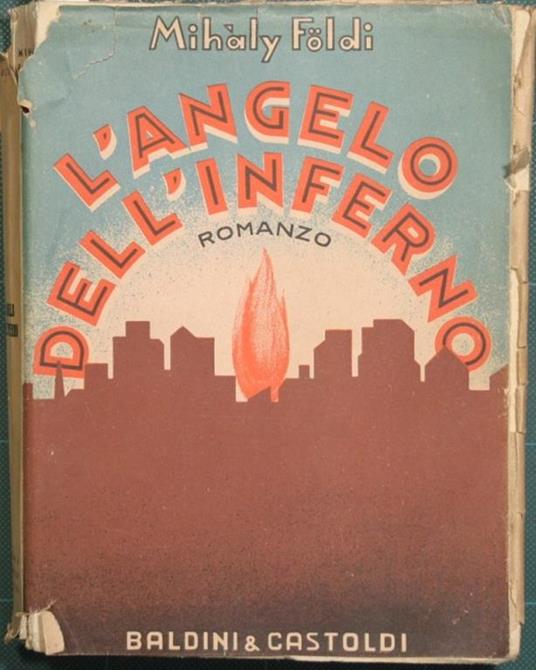 Mihàly Földi
L'ANGELO
DELL'INFERNO
ROMANZO
BALDINI & CASTOLDI